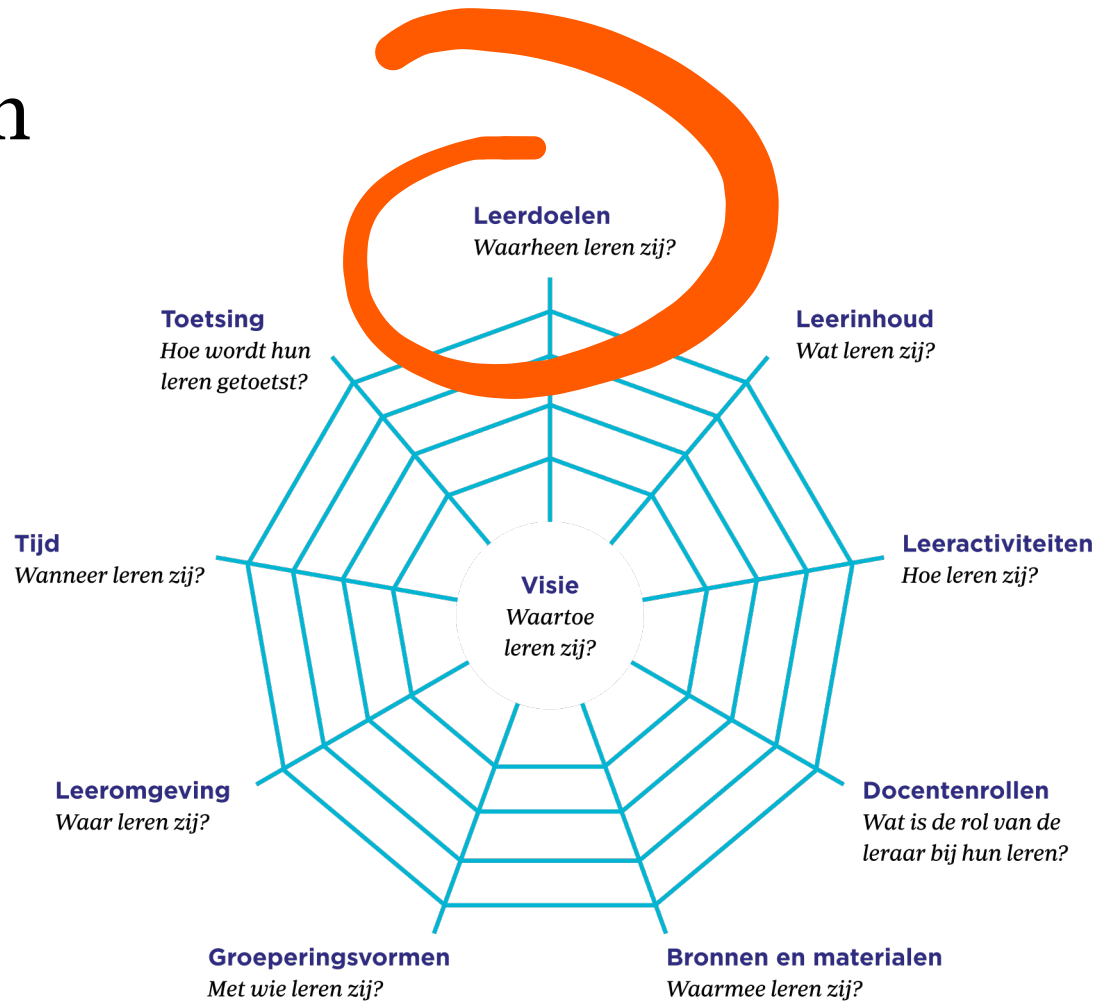 n
Leerdoelen
Waarheen leren zij?
Toetsing
Hoe wordt hun
leren getoetst?
Leerinhoud
Wat leren zij?
Tijd
Wanneer leren zij?
Visie
Waartoe
leren zij?
Leeractiviteiten
Hoe leren zij?
Leeromgeving
Waar leren zij?
Docentenrollen
Wat is de rol van de
leraar bij hun leren?
Groeperingsvormen
Met wie leren zij?
Bronnen en materialen
Waarmee leren zij?